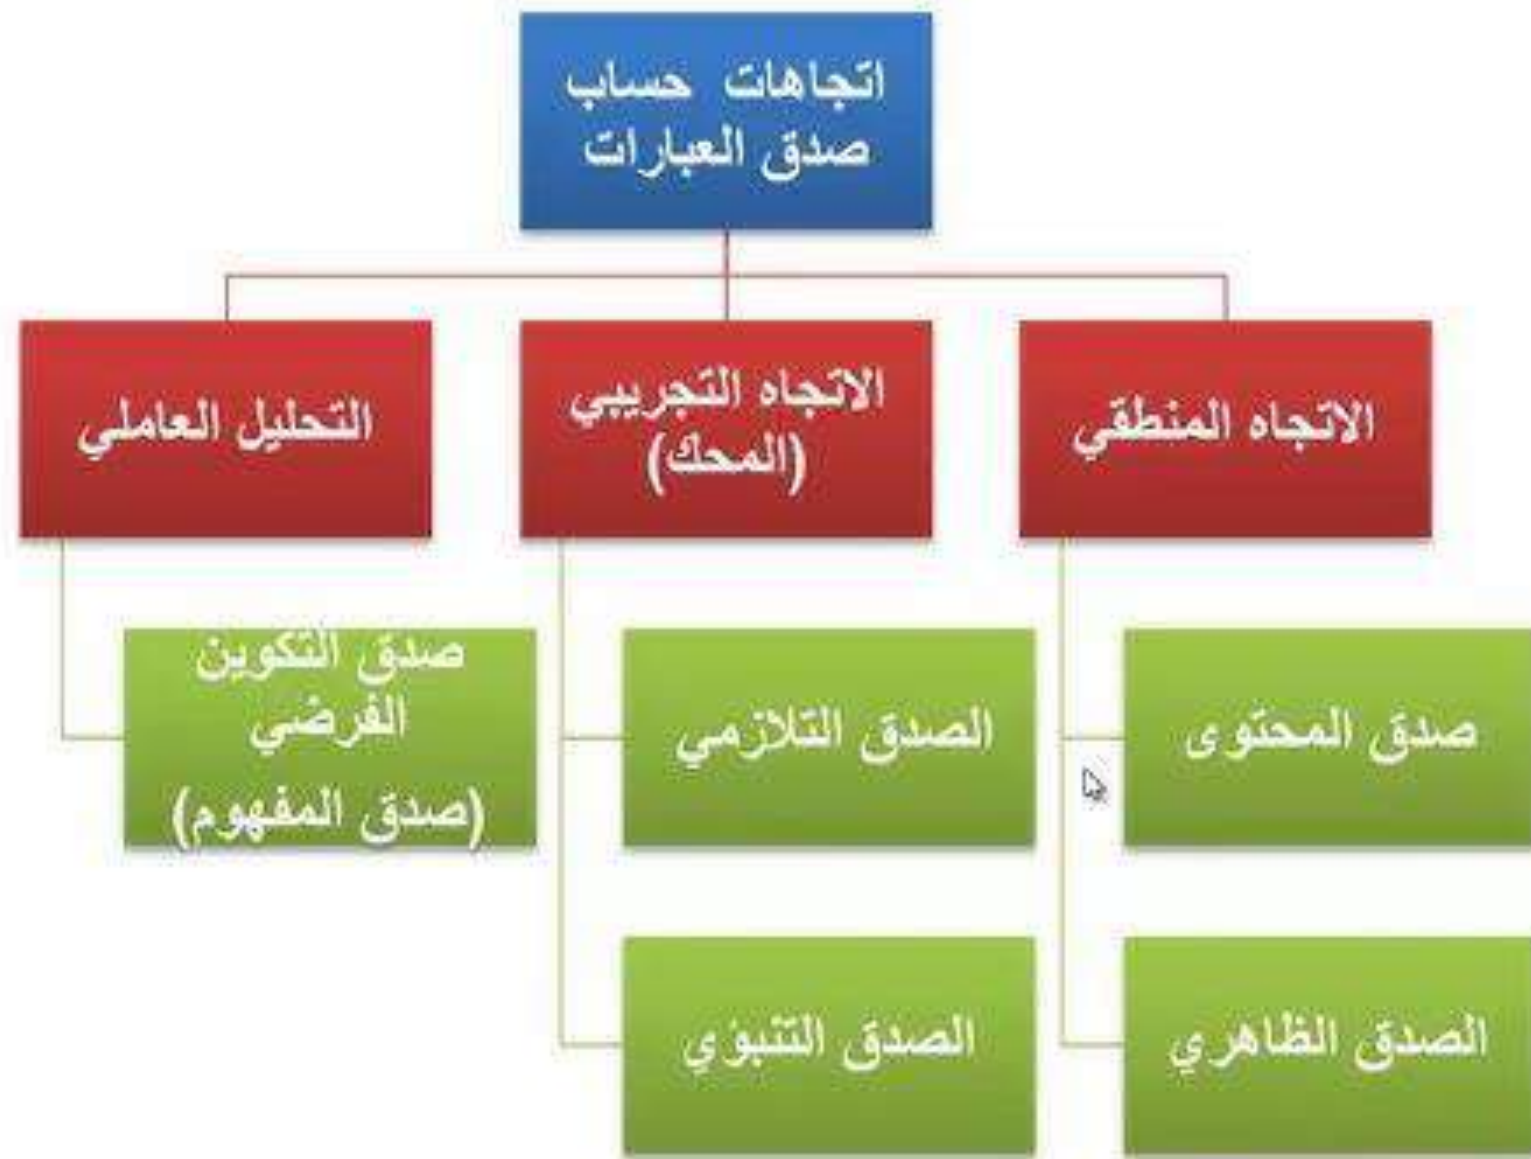 اتجاهات حساب
صدق العبارات
الاتجاه المنطقي
الاتجاه التجريبي
(المحك)
التحليل العاملي
صدق المحتوى
الصدق التلازمي
صدق التكوين
الفرضي
(صدق المفهوم)
الصدق الظاهري
الصدق التنبوي